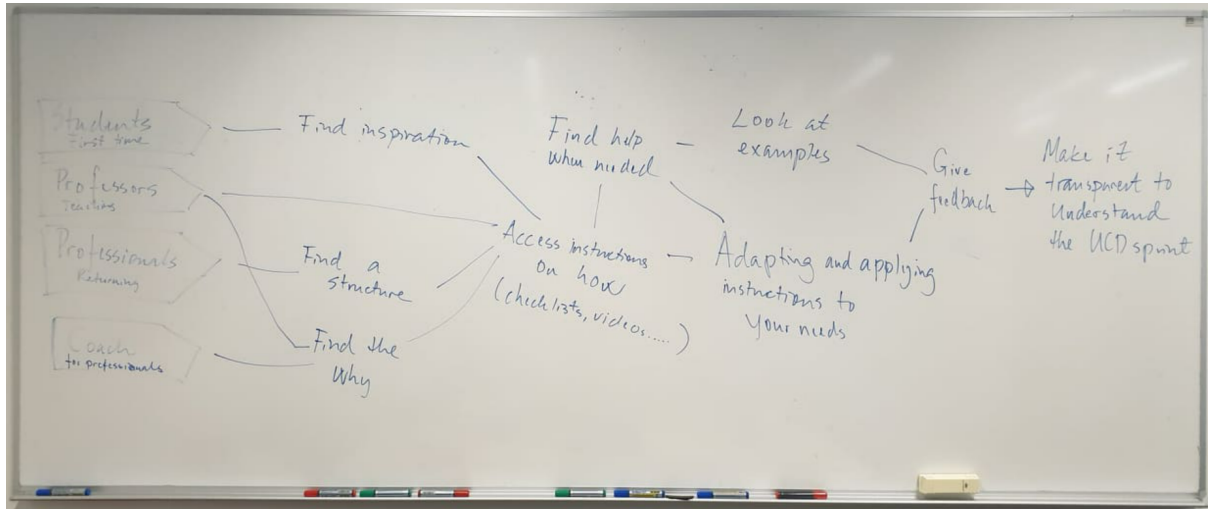 Students
First time
Professors
Teaching
Professionals
Returning
Coach
for professionals
Find inspiration
Find a
structure
Find the
Why
Access instructions
on how
(checklists, videos.....)
Find help
when needed
Look at
examples
Adapting and applying
instuctions to
your needs
Give
feedback
Make it
transparent to
Understand
the UCD sprint